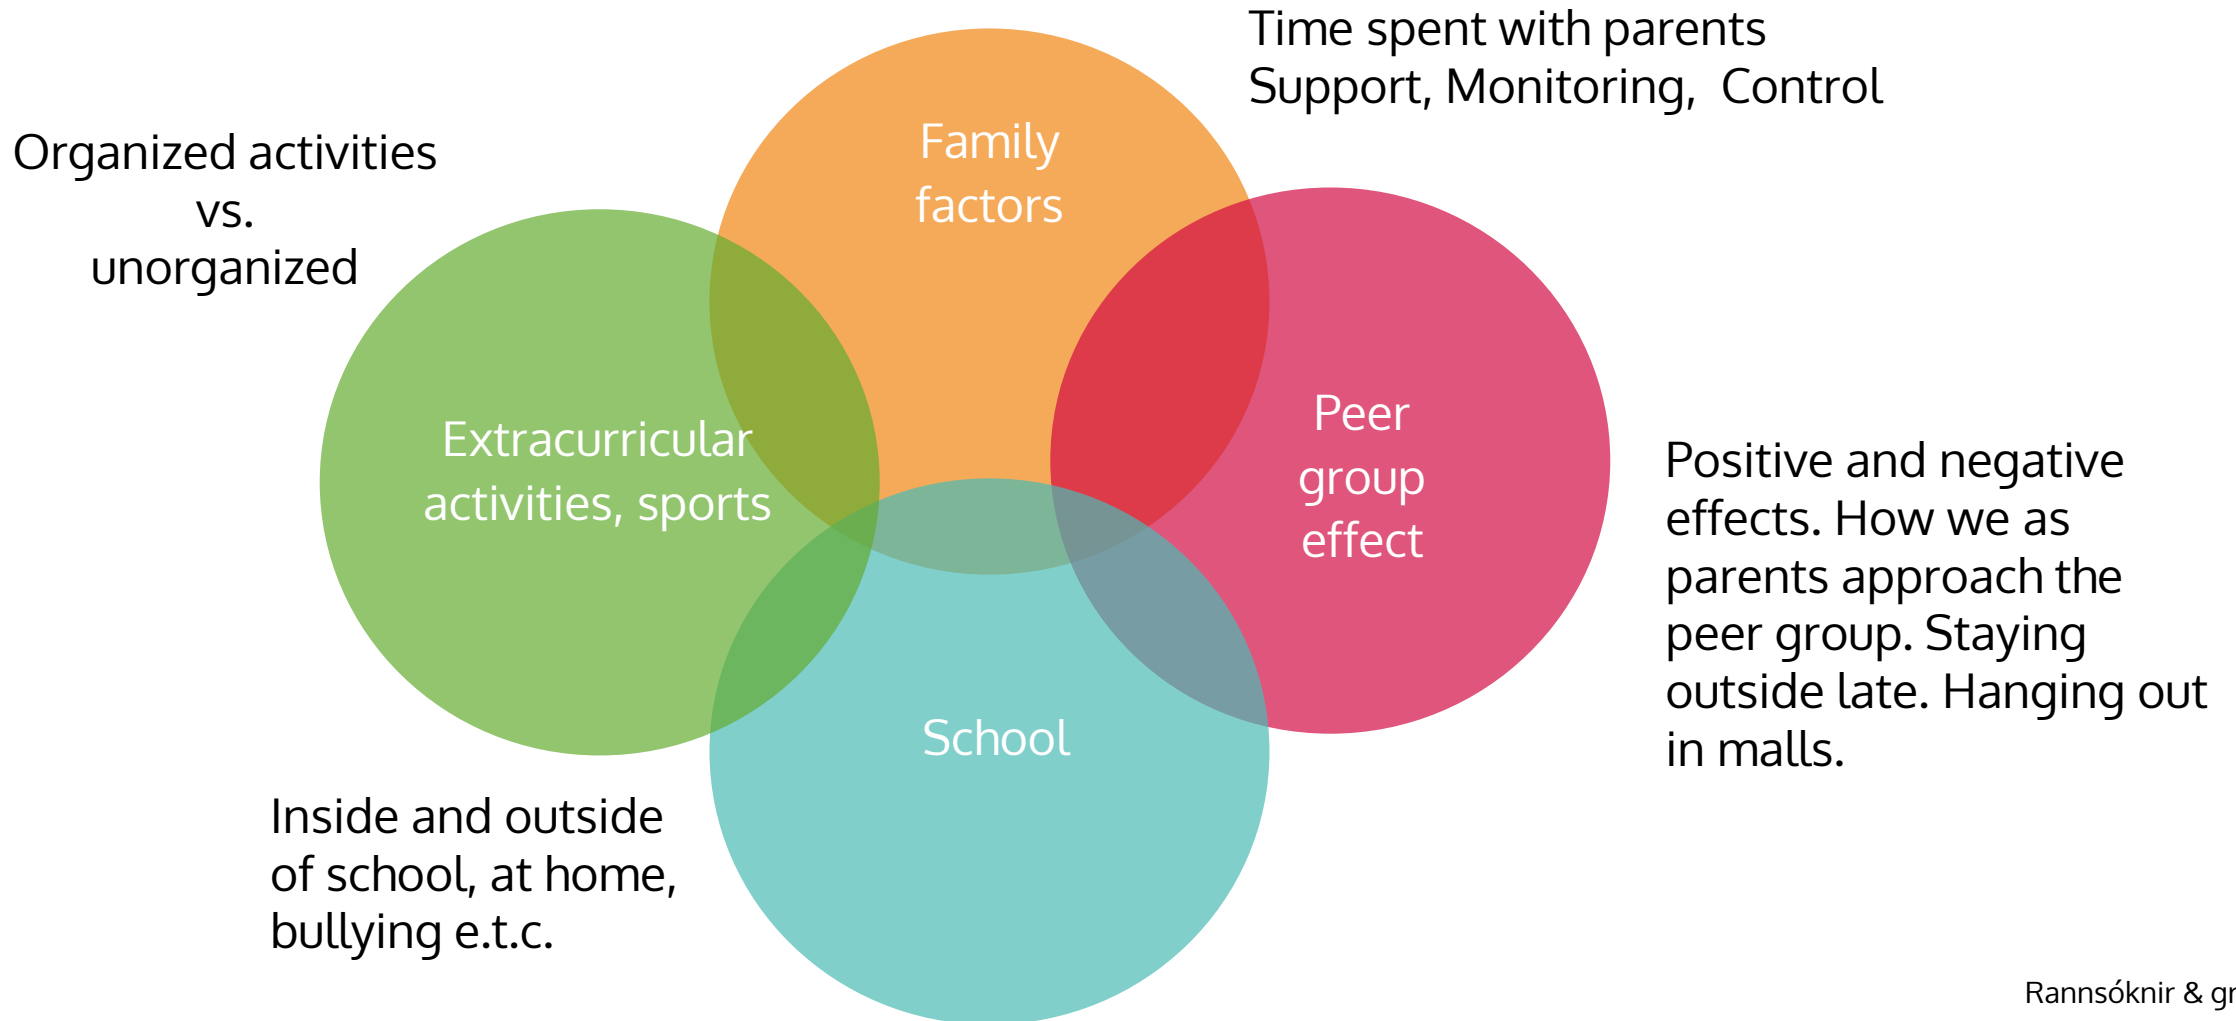 Time spent with parents
Support, Monitoring, Control
Organized activities
vs.
unorganized
Family
factors
Extracurricular
activities, sports
Peer
group
effect
Positive and negative
effects. How we as
parents approach the
peer group. Staying
outside late. Hanging out
in malls.
School
Inside and outside
of school, at home,
bullying e.t.c.
Rannsóknir &